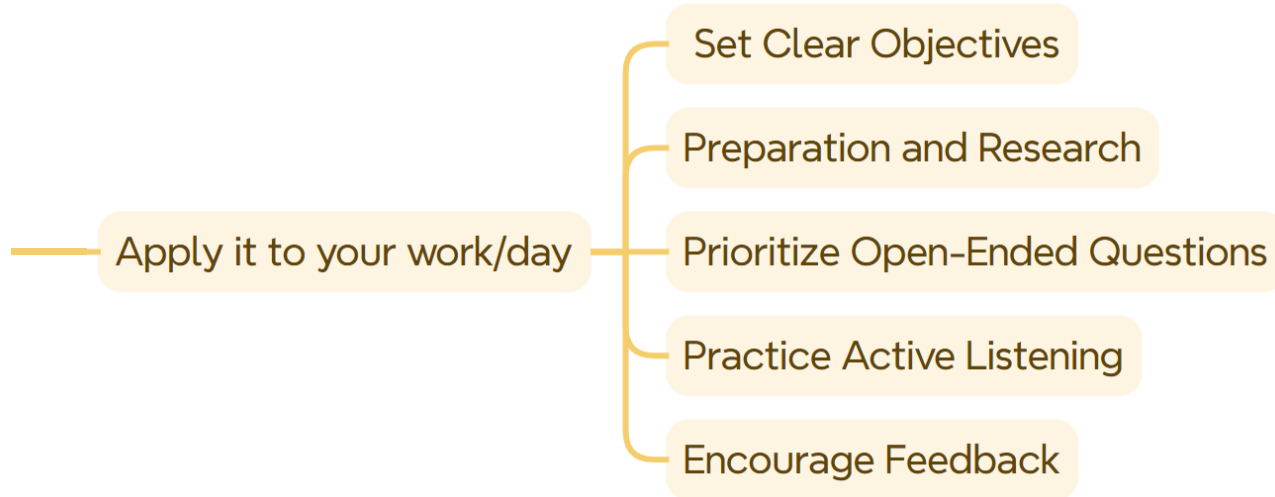 Set Clear Objectives
Preparation and Research
Apply it to your work/day
Prioritize Open-Ended Questions
Practice Active Listening
Encourage Feedback